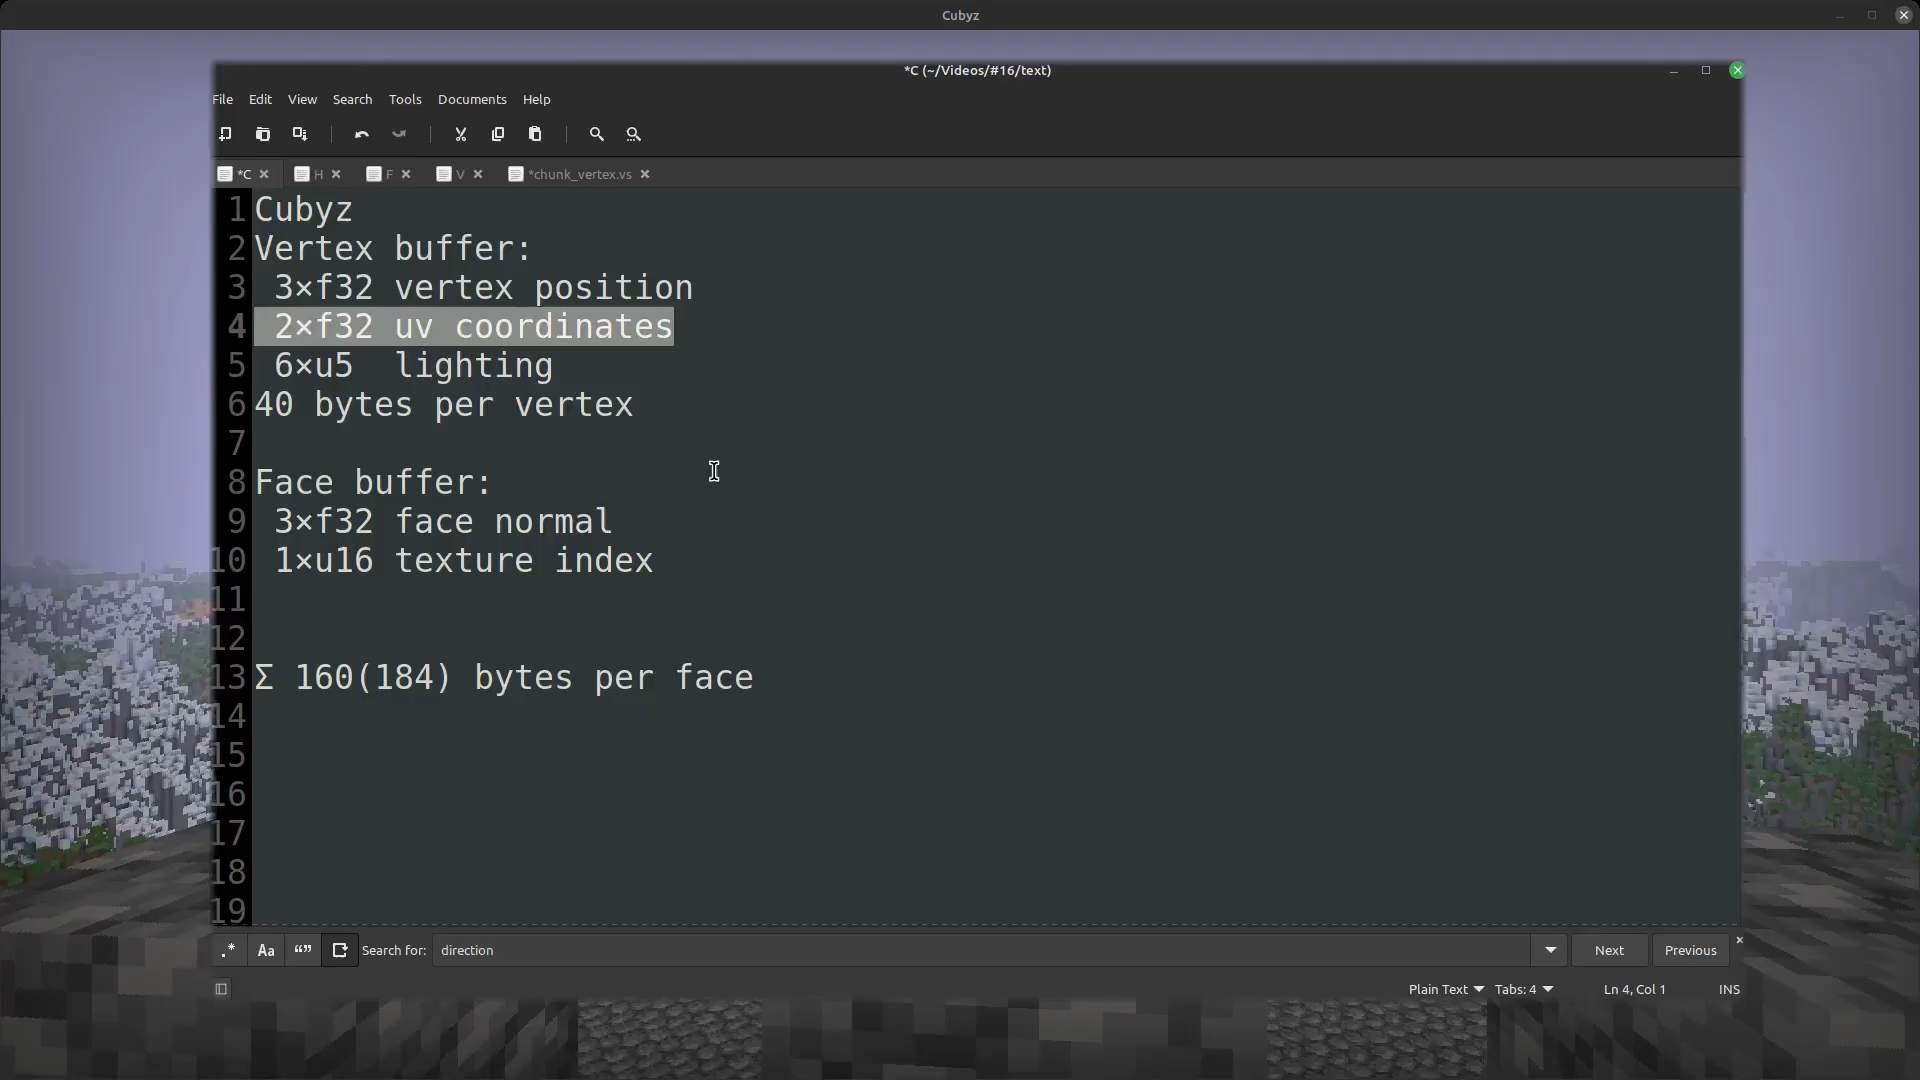 Cubyz
*C (~/Videos/#16/text)
File Edit View Search Tools Documents Help
*C H F V *chunk_vertex.vs
1 Cubyz
2 Vertex buffer:
3 3×f32 vertex position
4 2×f32 uv coordinates
5 6×u5 lighting
6 40 bytes per vertex
7
8 Face buffer:
9 3×f32 face normal
10 1×u16 texture index
11
12
13 Σ 160(184) bytes per face
14
15
16
17
18
19
.* Aa “” Search for: direction Next Previous
Plain Text Tabs: 4 Ln 4, Col 1 INS